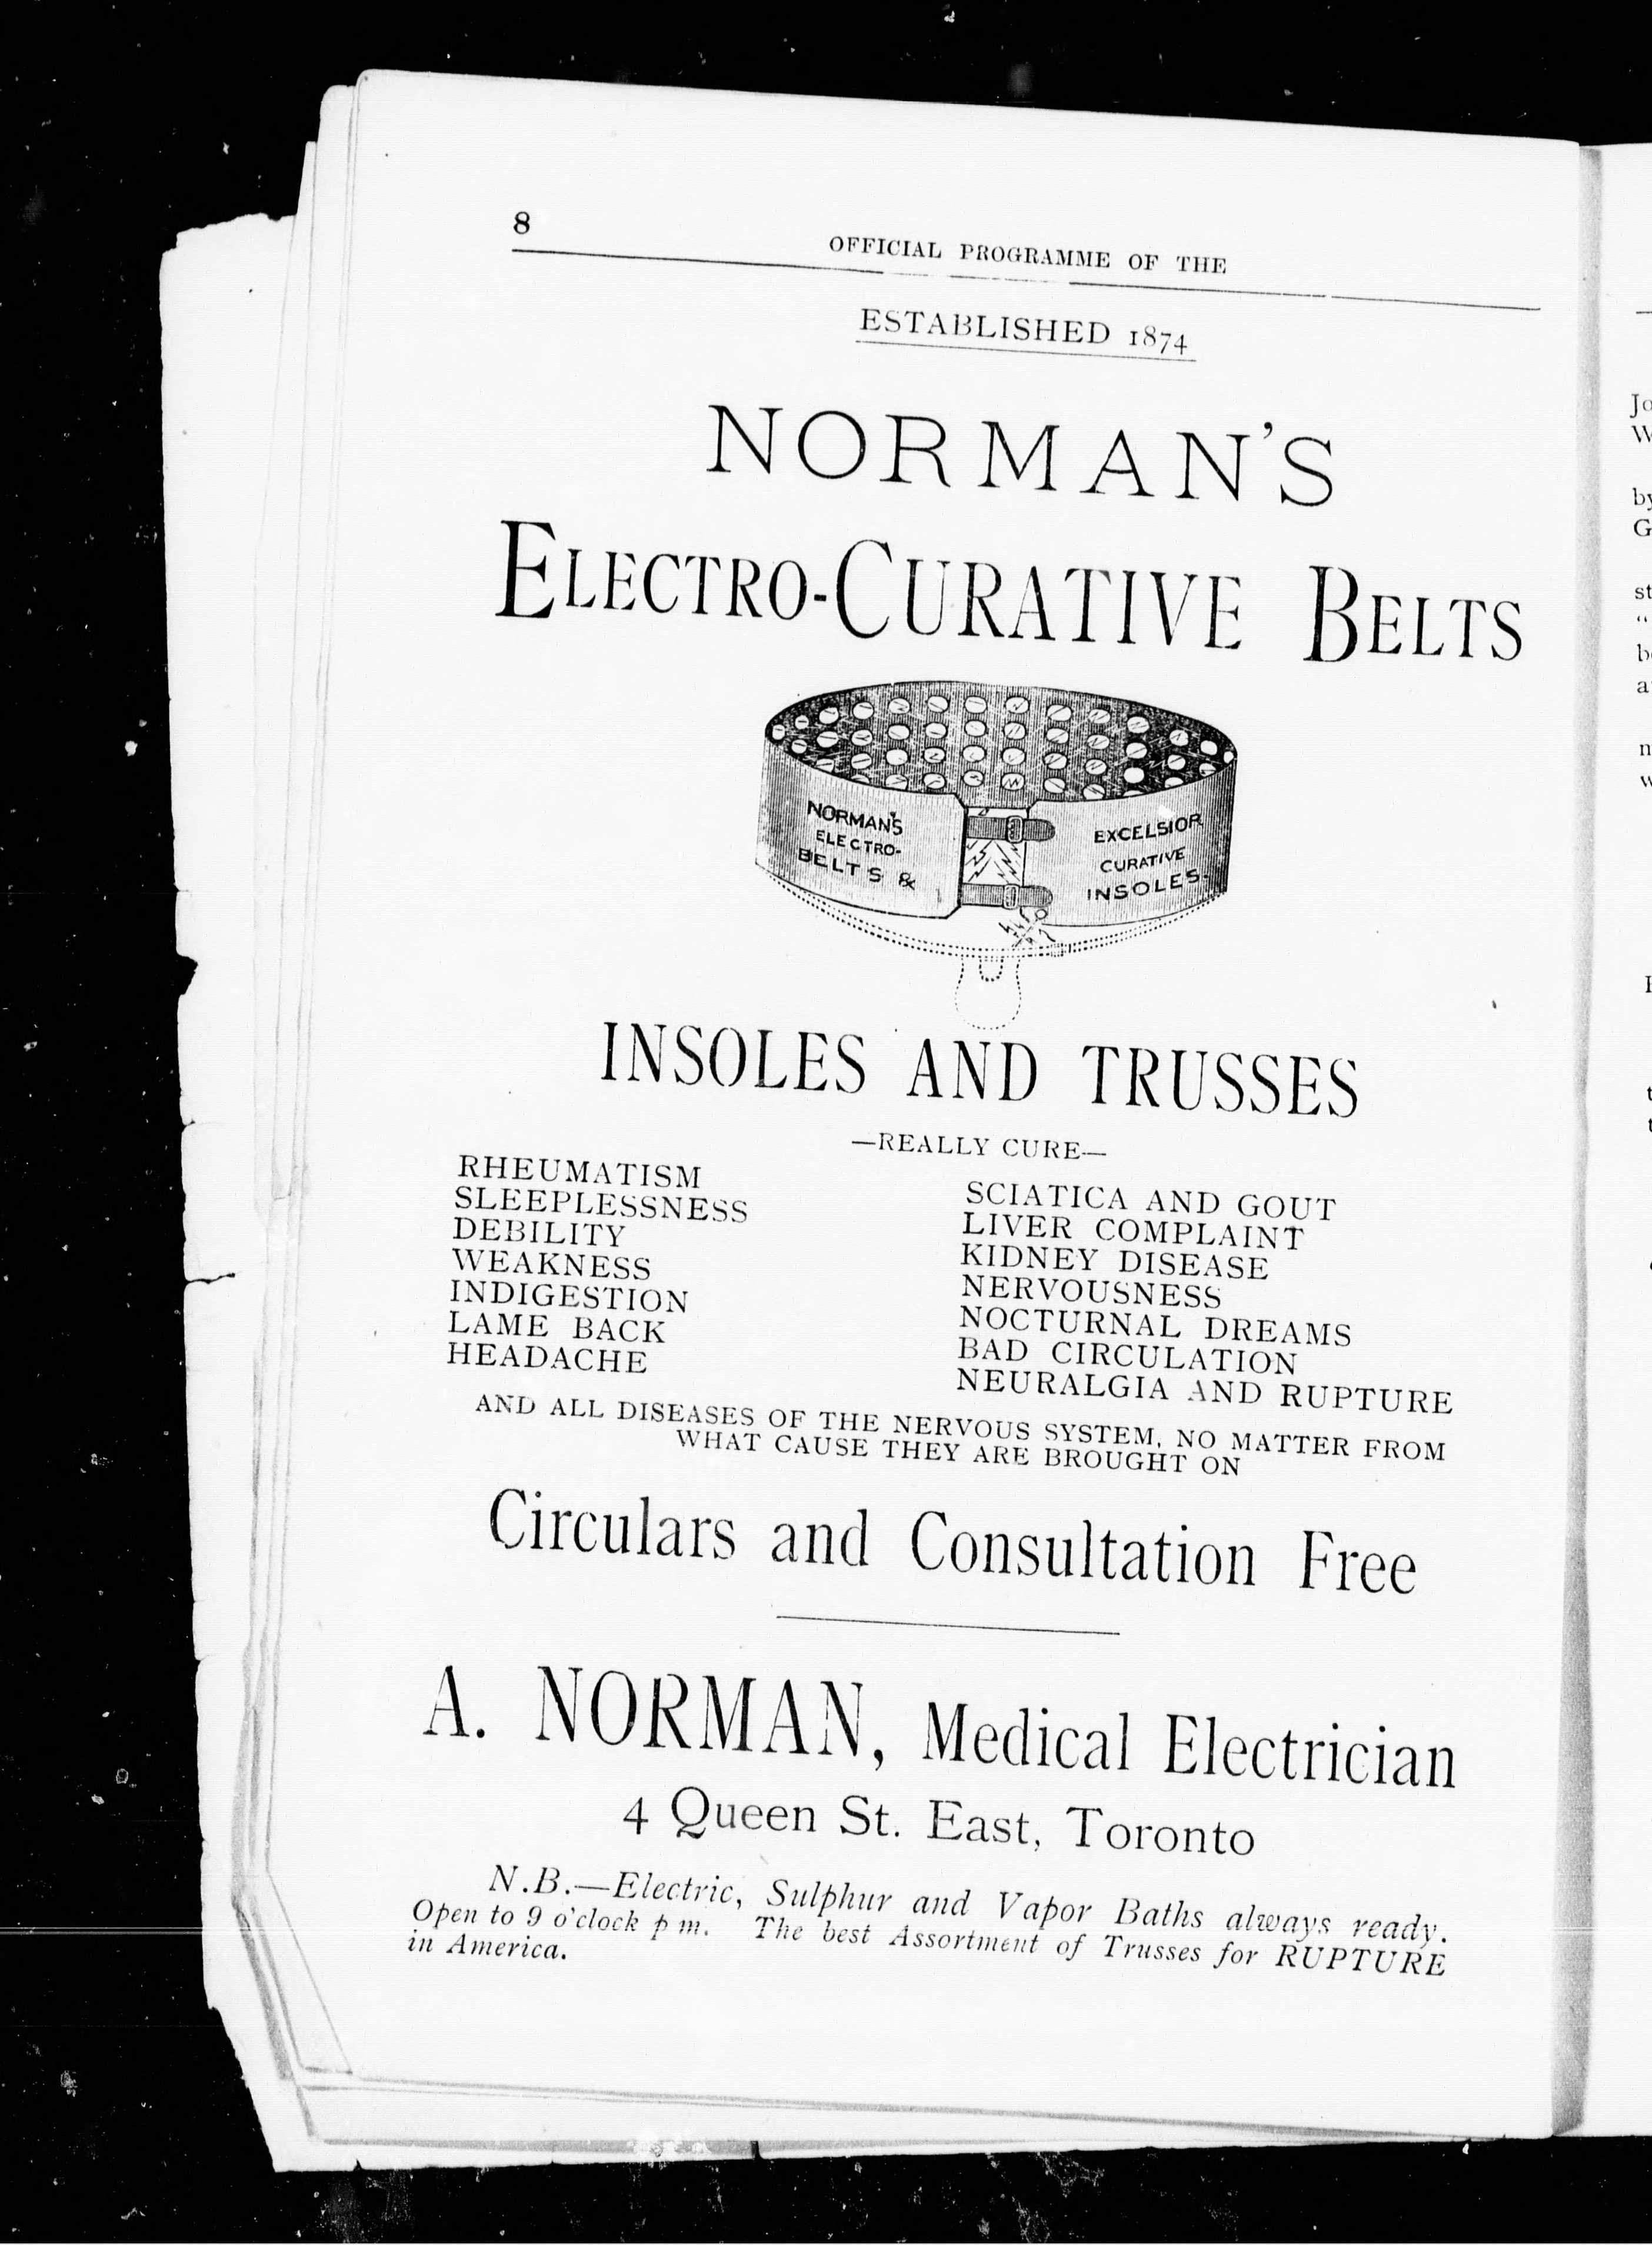 8
OFFICIAL PROGRAMME OF THE
ESTABLISHED 1874
NORMAN'S
ELECTRO-CURATIVE BELTS
NORMAN'S
ELECTRO-
BELTS &
EXCELSIOR
CURATIVE
INSOLES.
INSOLES AND TRUSSES
—REALLY CURE—
RHEUMATISM
SLEEPLESSNESS
DEBILITY
WEAKNESS
INDIGESTION
LAME BACK
HEADACHE
SCIATICA AND GOUT
LIVER COMPLAINT
KIDNEY DISEASE
NERVOUSNESS
NOCTURNAL DREAMS
BAD CIRCULATION
NEURALGIA AND RUPTURE
AND ALL DISEASES OF THE NERVOUS SYSTEM, NO MATTER FROM
WHAT CAUSE THEY ARE BROUGHT ON
Circulars and Consultation Free
A. NORMAN, Medical Electrician
4 Queen St. East, Toronto
N.B.—Electric, Sulphur and Vapor Baths always ready.
Open to 9 o'clock p m. The best Assortment of Trusses for RUPTURE
in America.